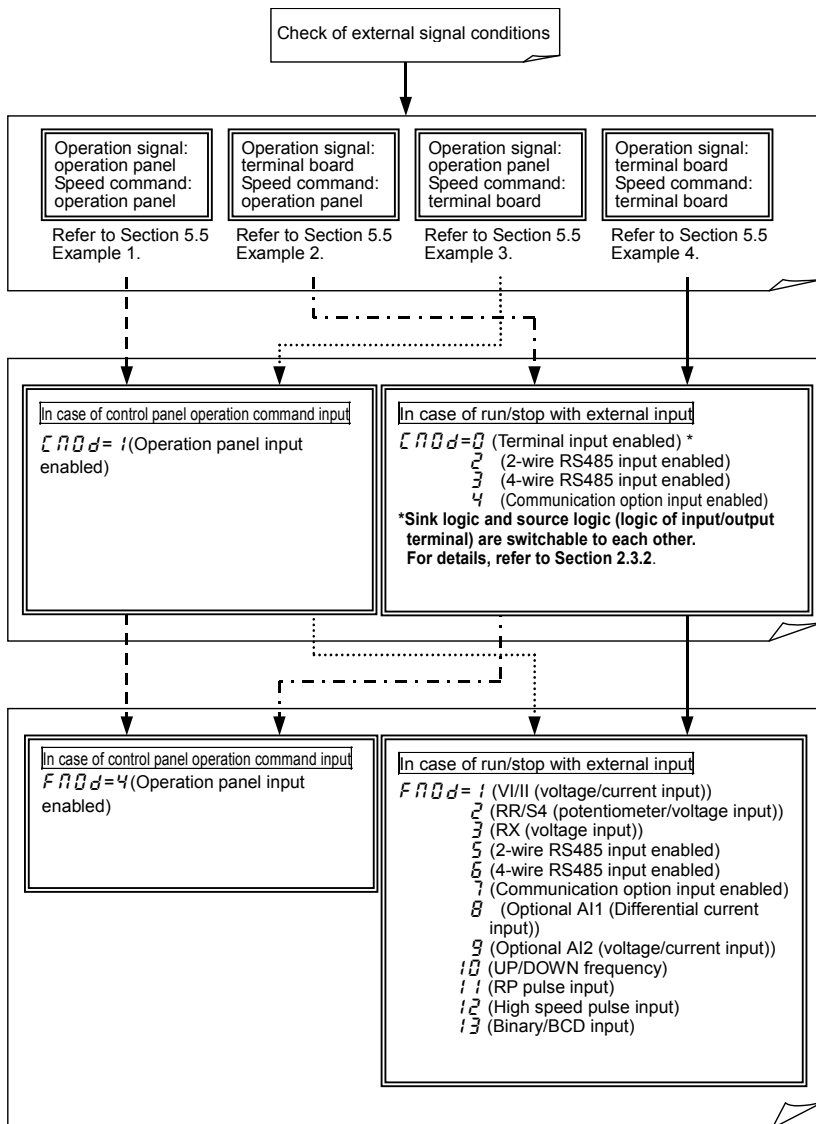 Check of external signal conditions
Operation signal:
operation panel
Speed command:
operation panel
Operation signal:
terminal board
Speed command:
operation panel
Operation signal:
operation panel
Speed command:
terminal board
Operation signal:
terminal board
Speed command:
terminal board
Refer to Section 5.5
Example 1.
Refer to Section 5.5
Example 2.
Refer to Section 5.5
Example 3.
Refer to Section 5.5
Example 4.
In case of control panel operation command input
CMOd=1(Operation panel input
enabled)
In case of run/stop with external input
CMOd=0 (Terminal input enabled) *
2 (2-wire RS485 input enabled)
3 (4-wire RS485 input enabled)
4 (Communication option input enabled)
*Sink logic and source logic (logic of input/output
terminal) are switchable to each other.
For details, refer to Section 2.3.2.
In case of control panel operation command input
FMOd=4(Operation panel input
enabled)
In case of run/stop with external input
FMOd=1 (VI/II (voltage/current input))
2 (RR/S4 (potentiometer/voltage input))
3 (RX (voltage input))
5 (2-wire RS485 input enabled)
6 (4-wire RS485 input enabled)
7 (Communication option input enabled)
8 (Optional AI1 (Differential current
input))
9 (Optional AI2 (voltage/current input))
10 (UP/DOWN frequency)
11 (RP pulse input)
12 (High speed pulse input)
13 (Binary/BCD input)